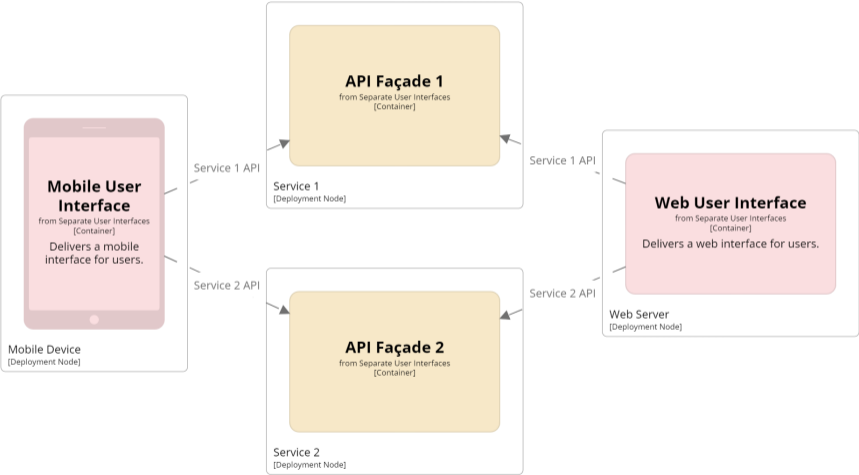 API Façade 1
from Separate User Interfaces
[Container]
Service 1
[Deployment Node]
Mobile User
Interface
from Separate User Interfaces
[Container]
Delivers a mobile
interface for users.
Mobile Device
[Deployment Node]
Service 1 API
Service 2 API
Service 1 API
Service 2 API
Web User Interface
from Separate User Interfaces
[Container]
Delivers a web interface for users.
Web Server
[Deployment Node]
API Façade 2
from Separate User Interfaces
[Container]
Service 2
[Deployment Node]